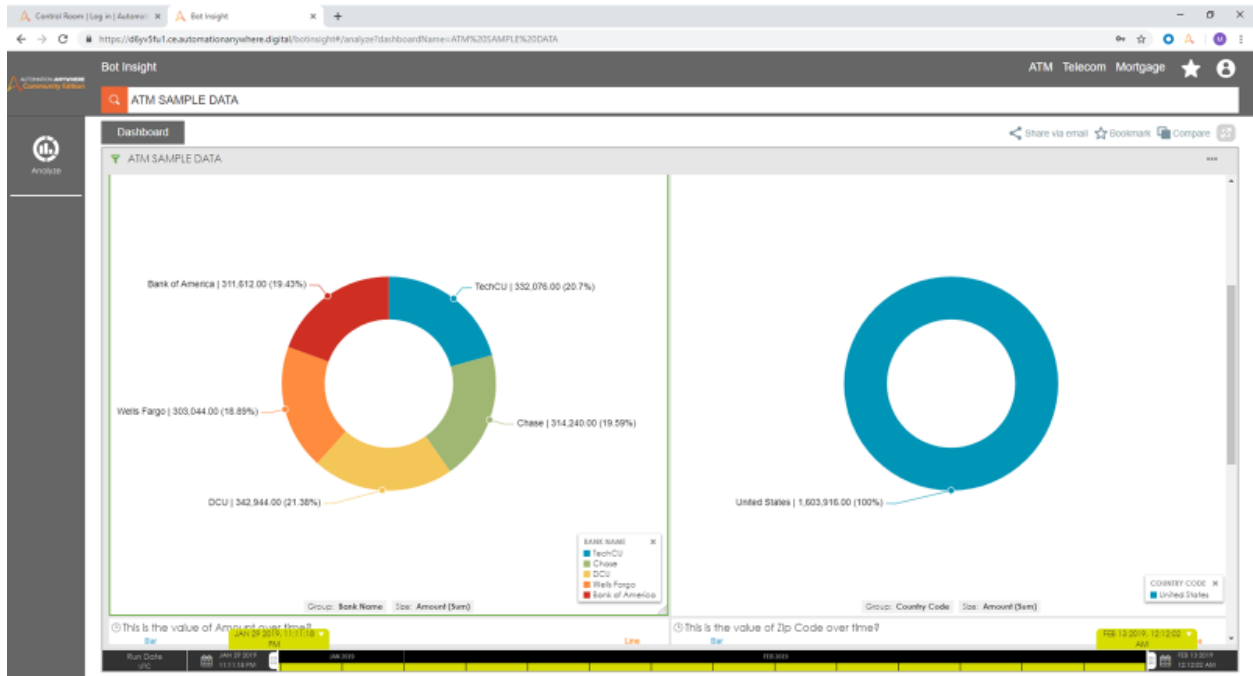 Control Room | Log in | Automat
Bot Insight
https://d6yv5fu1.ce.automationanywhere.digital/botinsight#/analyze?dashboardName=ATM%20SAMPLE%20DATA
AUTOMATION ANYWHERE
Community Edition
Bot Insight
ATM Telecom Mortgage
ATM SAMPLE DATA
Analyze
Dashboard
Share via email Bookmark Compare
ATM SAMPLE DATA
Bank of America | 311,612.00 (19.43%)
TechCU | 332,076.00 (20.7%)
Wells Fargo | 303,044.00 (18.89%)
Chase | 314,240.00 (19.59%)
DCU | 342,944.00 (21.38%)
BANK NAME
TechCU
Chase
DCU
Wells Fargo
Bank of America
Group: Bank Name Size: Amount (Sum)
United States | 1,603,916.00 (100%)
COUNTRY CODE
United States
Group: Country Code Size: Amount (Sum)
This is the value of Amount over time?
Bar Line
This is the value of Zip Code over time?
Bar
JAN 29 2019, 11:11:18 PM
FEB 13 2019, 12:12:02 AM
Run Date
UTC
JAN 29 2019
11:11:18 PM
JAN 2019
FEB 2019
FEB 13 2019
12:12:02 AM